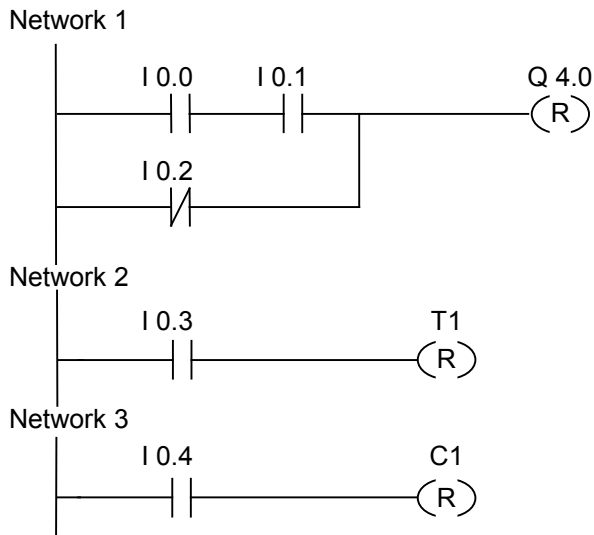 Network 1
I 0.0 I 0.1 Q 4.0
R
I 0.2
Network 2
I 0.3 T1
R
Network 3
I 0.4 C1
R